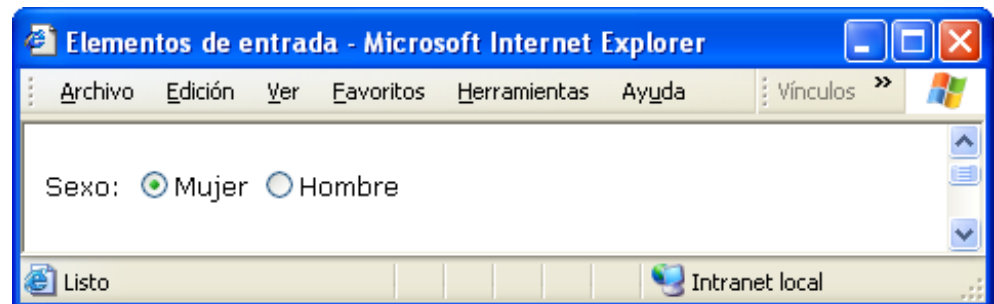 Elementos de entrada - Microsoft Internet Explorer
Archivo Edición Ver Favoritos Herramientas Ayuda Vínculos »
Sexo: Mujer Hombre
Listo Intranet local